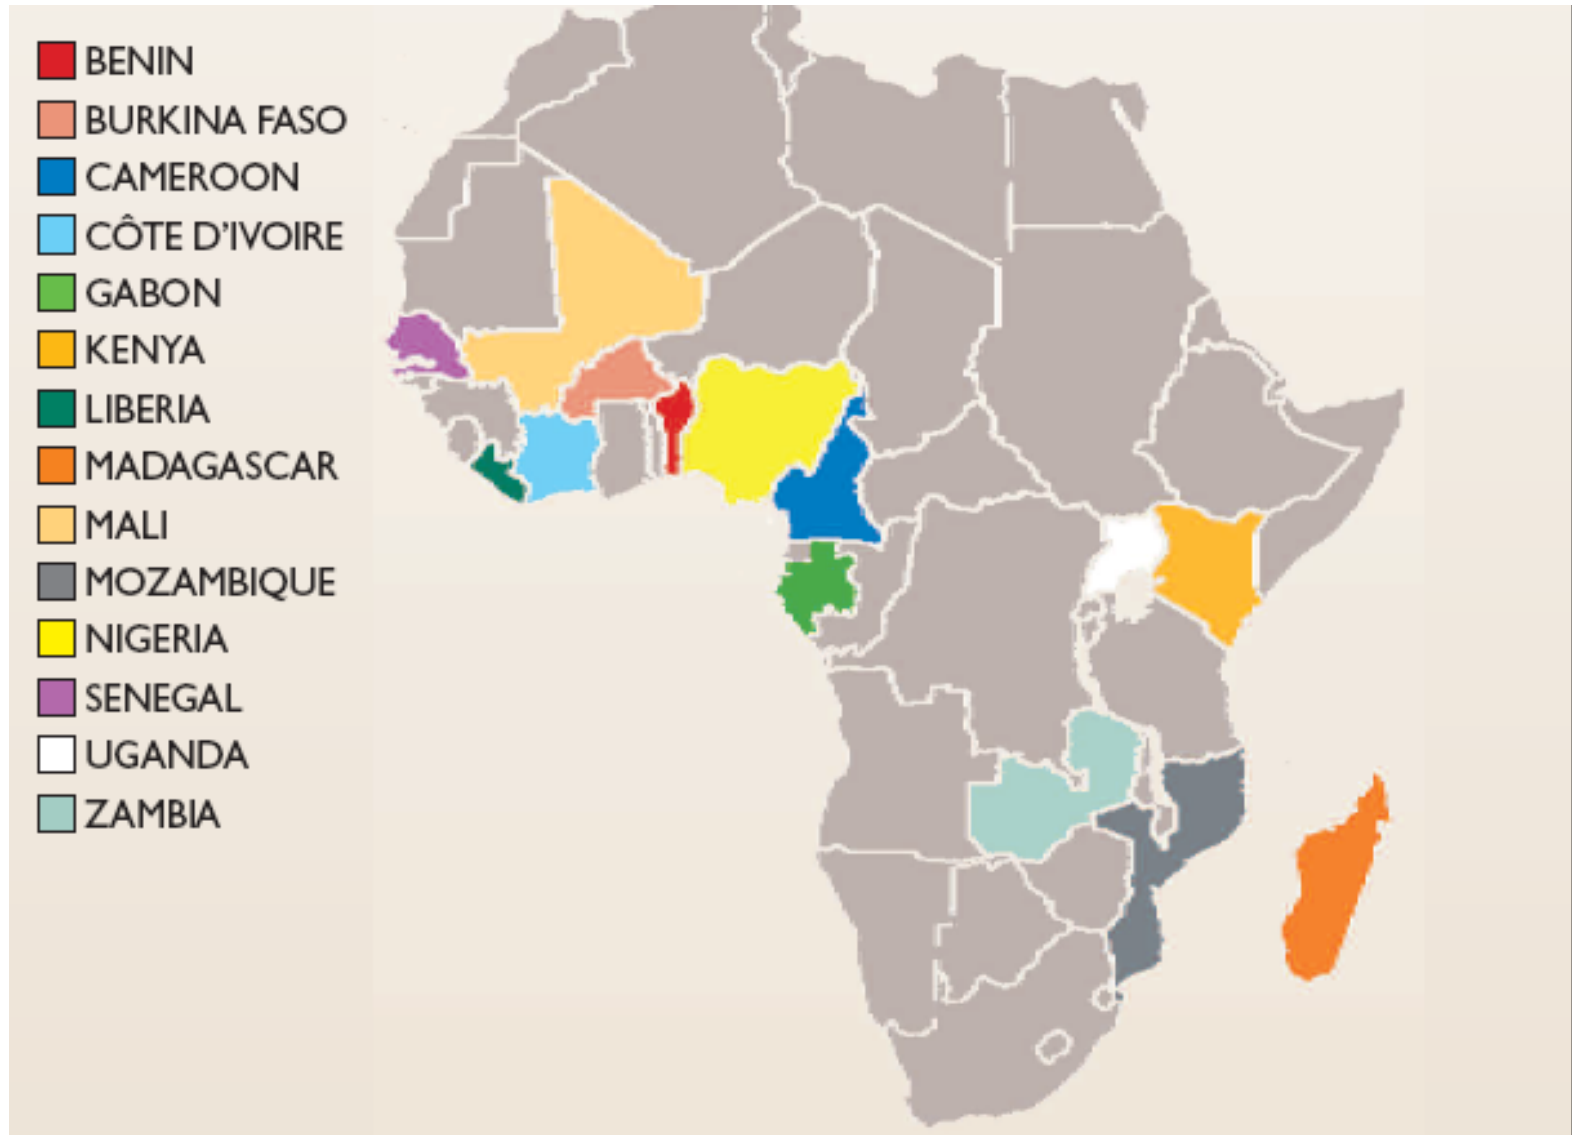 BENIN
BURKINA FASO
CAMEROON
CÔTE D'IVOIRE
GABON
KENYA
LIBERIA
MADAGASCAR
MALI
MOZAMBIQUE
NIGERIA
SENEGAL
UGANDA
ZAMBIA